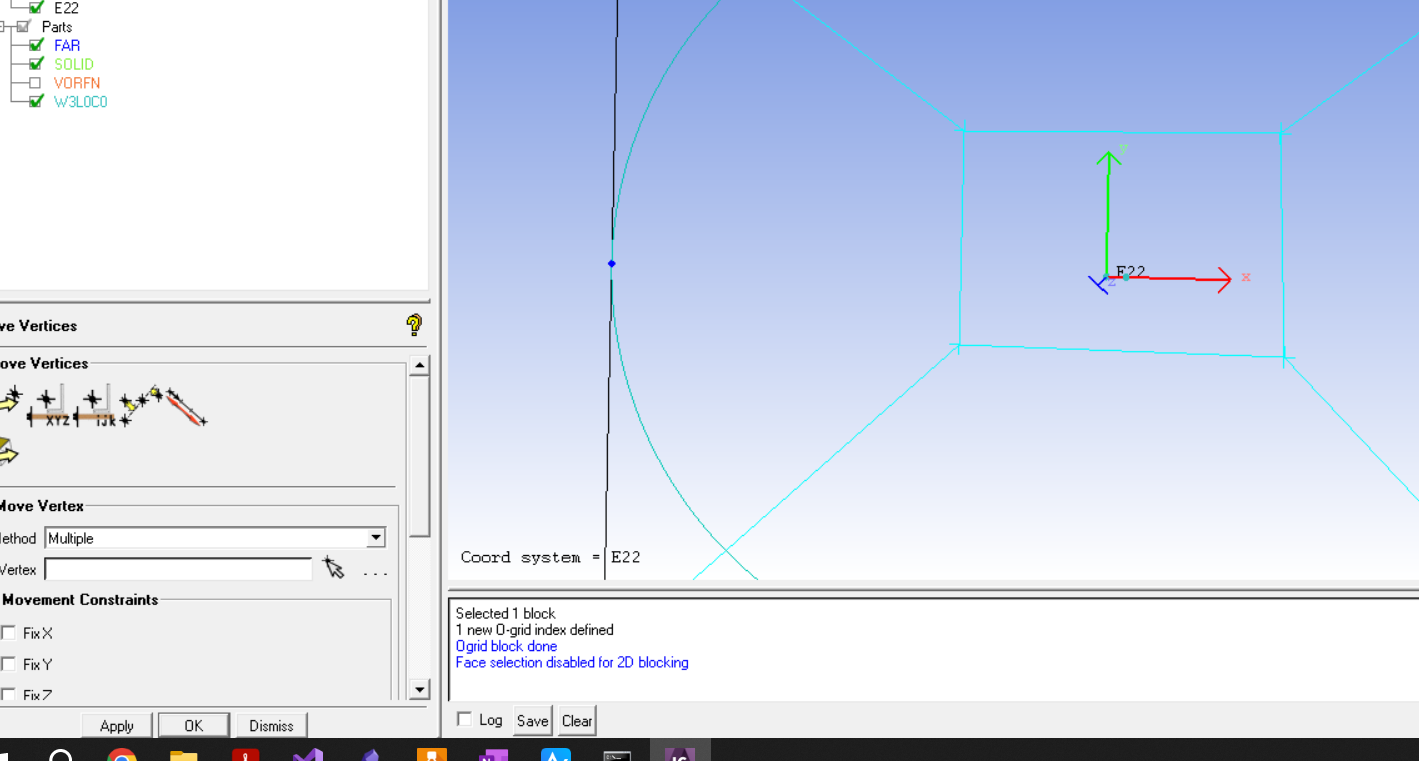 E22
Parts
FAR
SOLID
VORFN
W3LOC0
ve Vertices
ove Vertices
XYZ
ijk
Move Vertex
Method Multiple
Vertex
...
Movement Constraints
Fix X
Fix Y
Fix Z
Apply OK Dismiss
y
E22
x
z
Coord system = E22
Selected 1 block
1 new O-grid index defined
Ogrid block done
Face selection disabled for 2D blocking
Log Save Clear